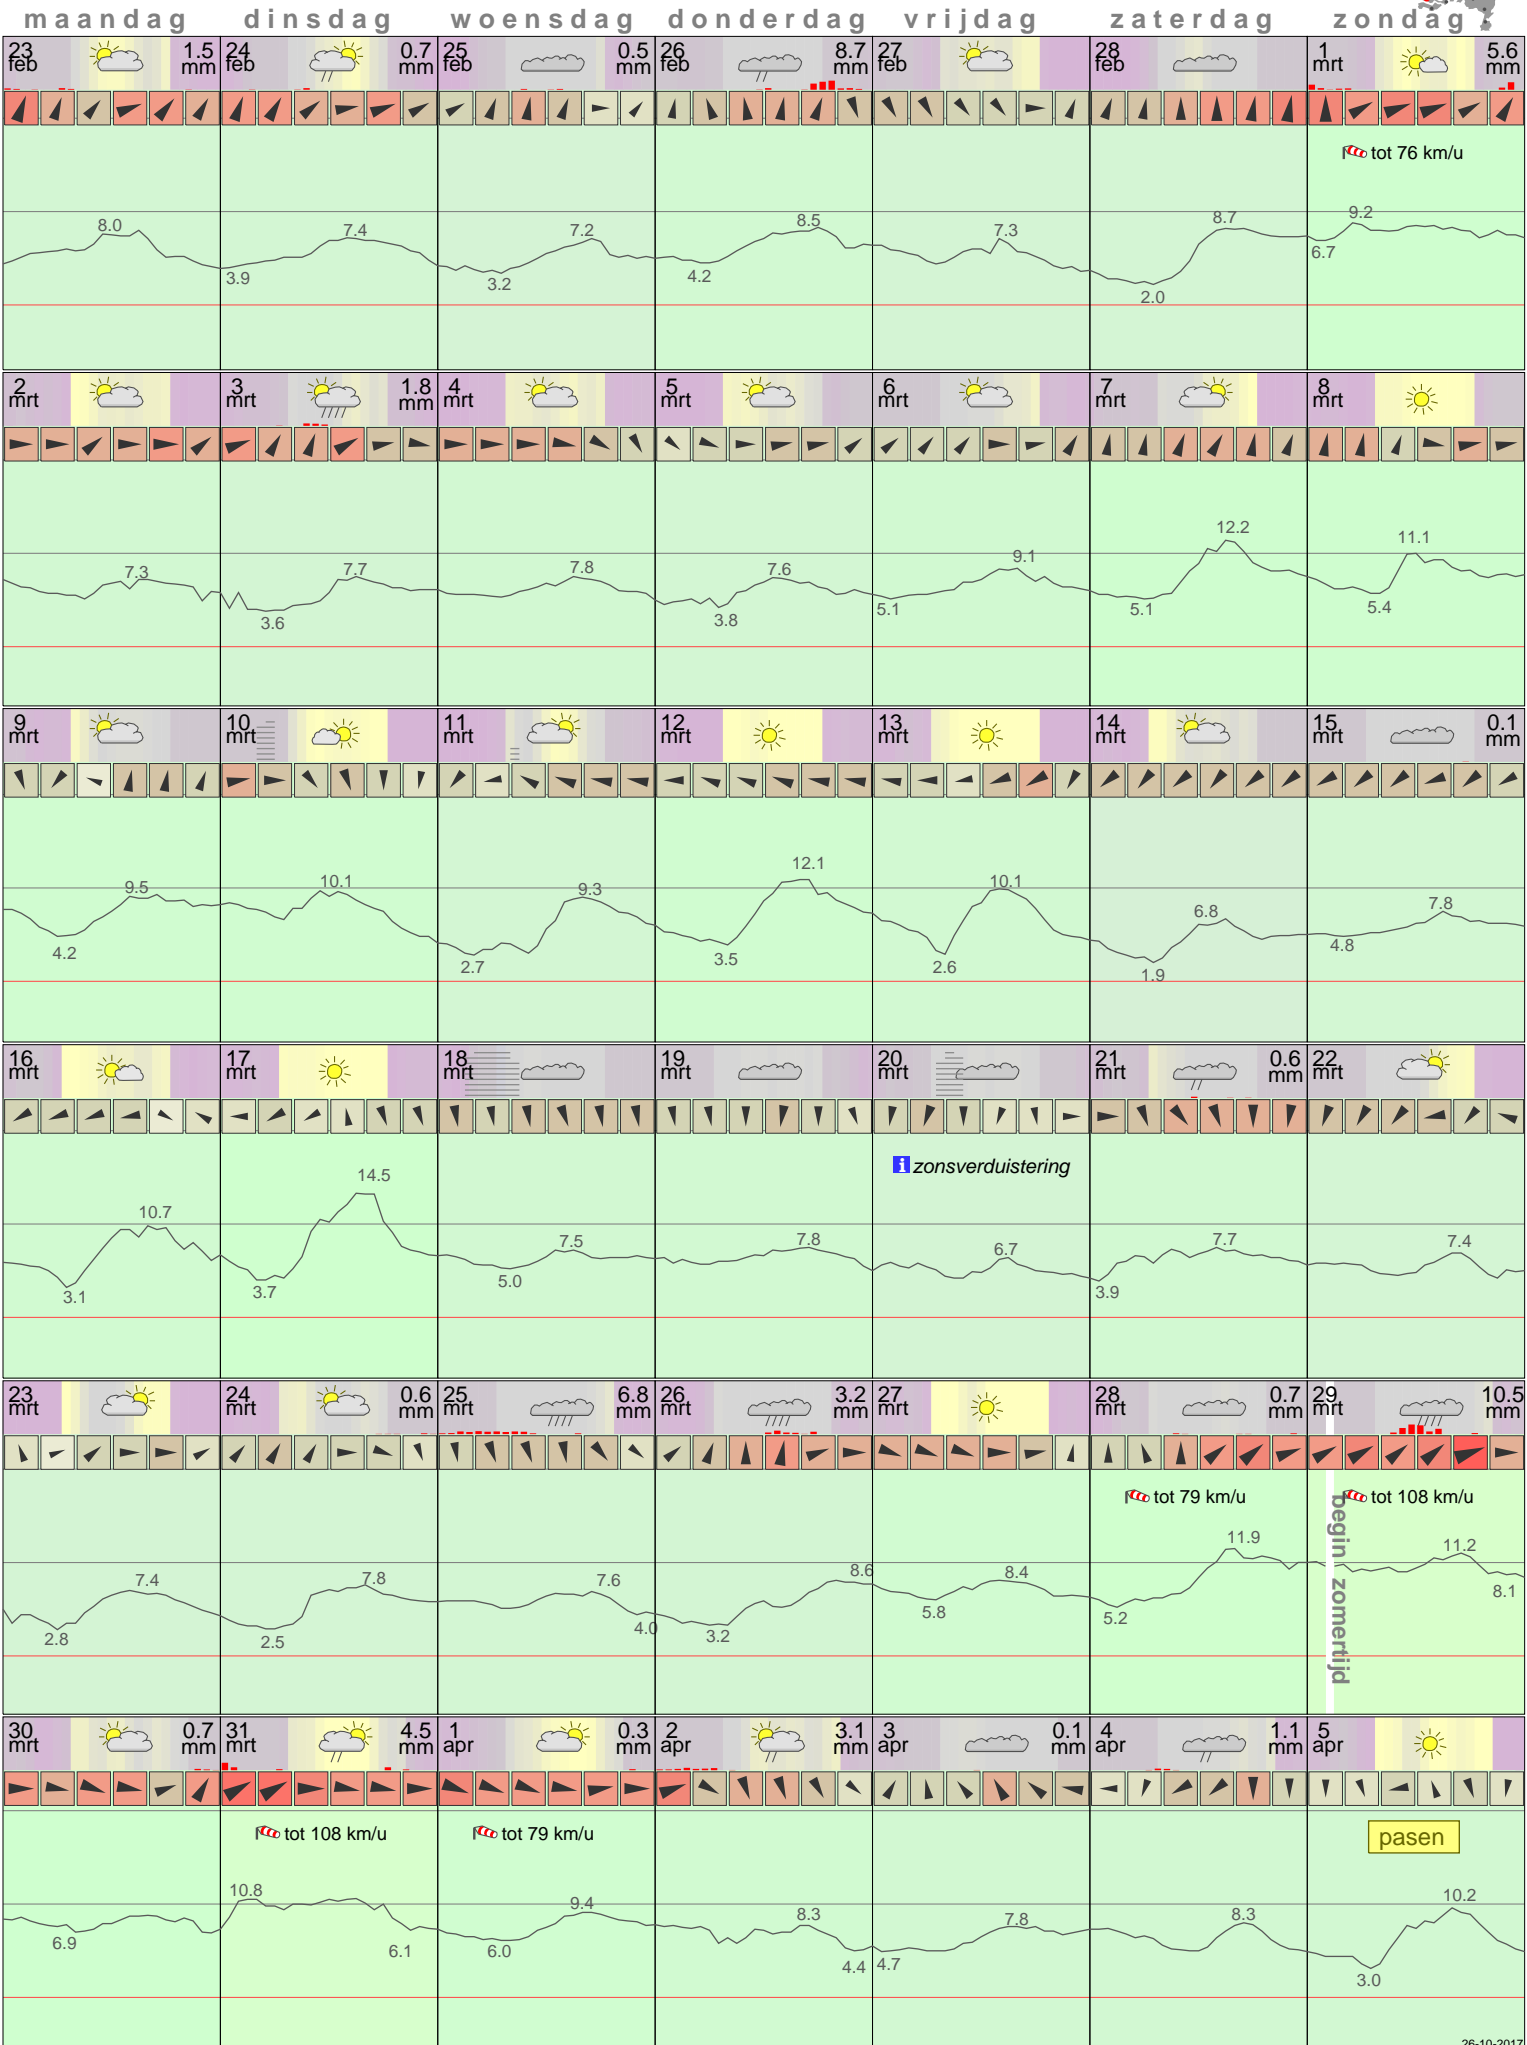 maandag dinsdag woensdag donderdag vrijdag zaterdag zondag
23 feb 1.5 mm 24 feb 0.7 mm 25 feb 0.5 mm 26 feb 8.7 mm 27 feb 28 feb 1 mrt 5.6 mm
tot 76 km/u
8.0 3.9 7.4 3.2 7.2 4.2 8.5 7.3 2.0 8.7 6.7 9.2
2 mrt 3 mrt 1.8 mm 4 mrt 5 mrt 6 mrt 7 mrt 8 mrt
7.3 3.6 7.7 7.8 3.8 7.6 5.1 9.1 5.1 12.2 5.4 11.1
9 mrt 10 mrt 11 mrt 12 mrt 13 mrt 14 mrt 15 mrt 0.1 mm
4.2 9.5 10.1 2.7 9.3 3.5 12.1 2.6 10.1 1.9 6.8 4.8 7.8
16 mrt 17 mrt 18 mrt 19 mrt 20 mrt 21 mrt 0.6 mm 22 mrt
i zonsverduistering
3.1 10.7 3.7 14.5 5.0 7.5 7.8 6.7 3.9 7.7 7.4
23 mrt 24 mrt 0.6 mm 25 mrt 6.8 mm 26 mrt 3.2 mm 27 mrt 28 mrt 0.7 mm 29 mrt 10.5 mm
tot 79 km/u tot 108 km/u
begin zomertijd
2.8 7.4 2.5 7.8 7.6 4.0 3.2 8.6 5.8 8.4 5.2 11.9 11.2 8.1
30 mrt 0.7 mm 31 mrt 4.5 mm 1 apr 0.3 mm 2 apr 3.1 mm 3 apr 0.1 mm 4 apr 1.1 mm 5 apr
tot 108 km/u tot 79 km/u pasen
6.9 10.8 6.1 6.0 9.4 8.3 4.4 4.7 7.8 8.3 3.0 10.2
26-10-2017